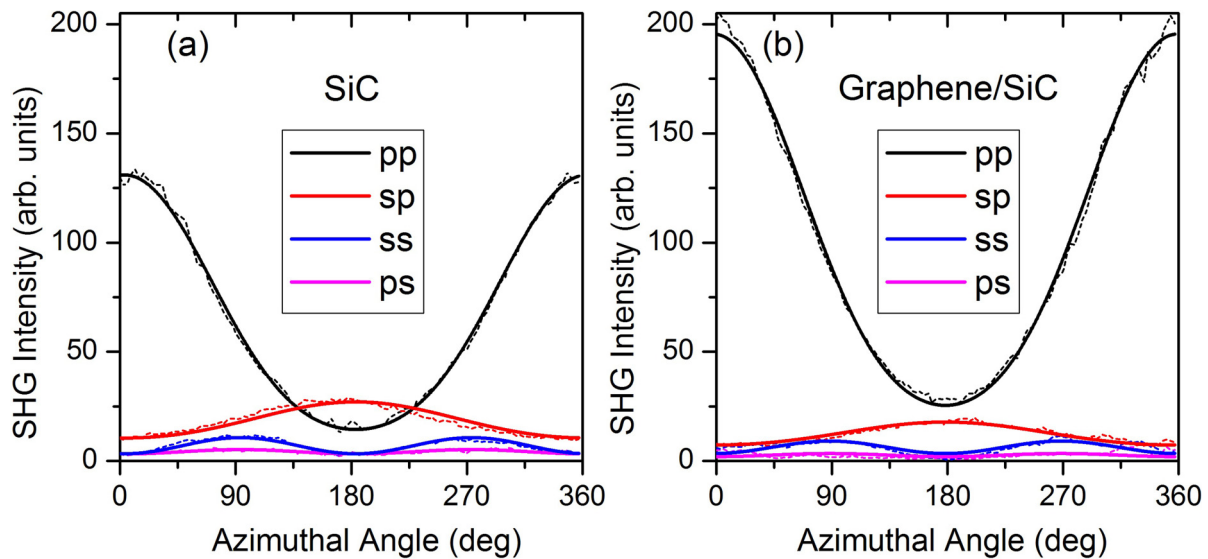 (a)
SiC
pp
sp
ss
ps
SHG Intensity (arb. units)
200
150
100
50
0
0 90 180 270 360
Azimuthal Angle (deg)
(b)
Graphene/SiC
pp
sp
ss
ps
SHG Intensity (arb. units)
200
150
100
50
0
0 90 180 270 360
Azimuthal Angle (deg)